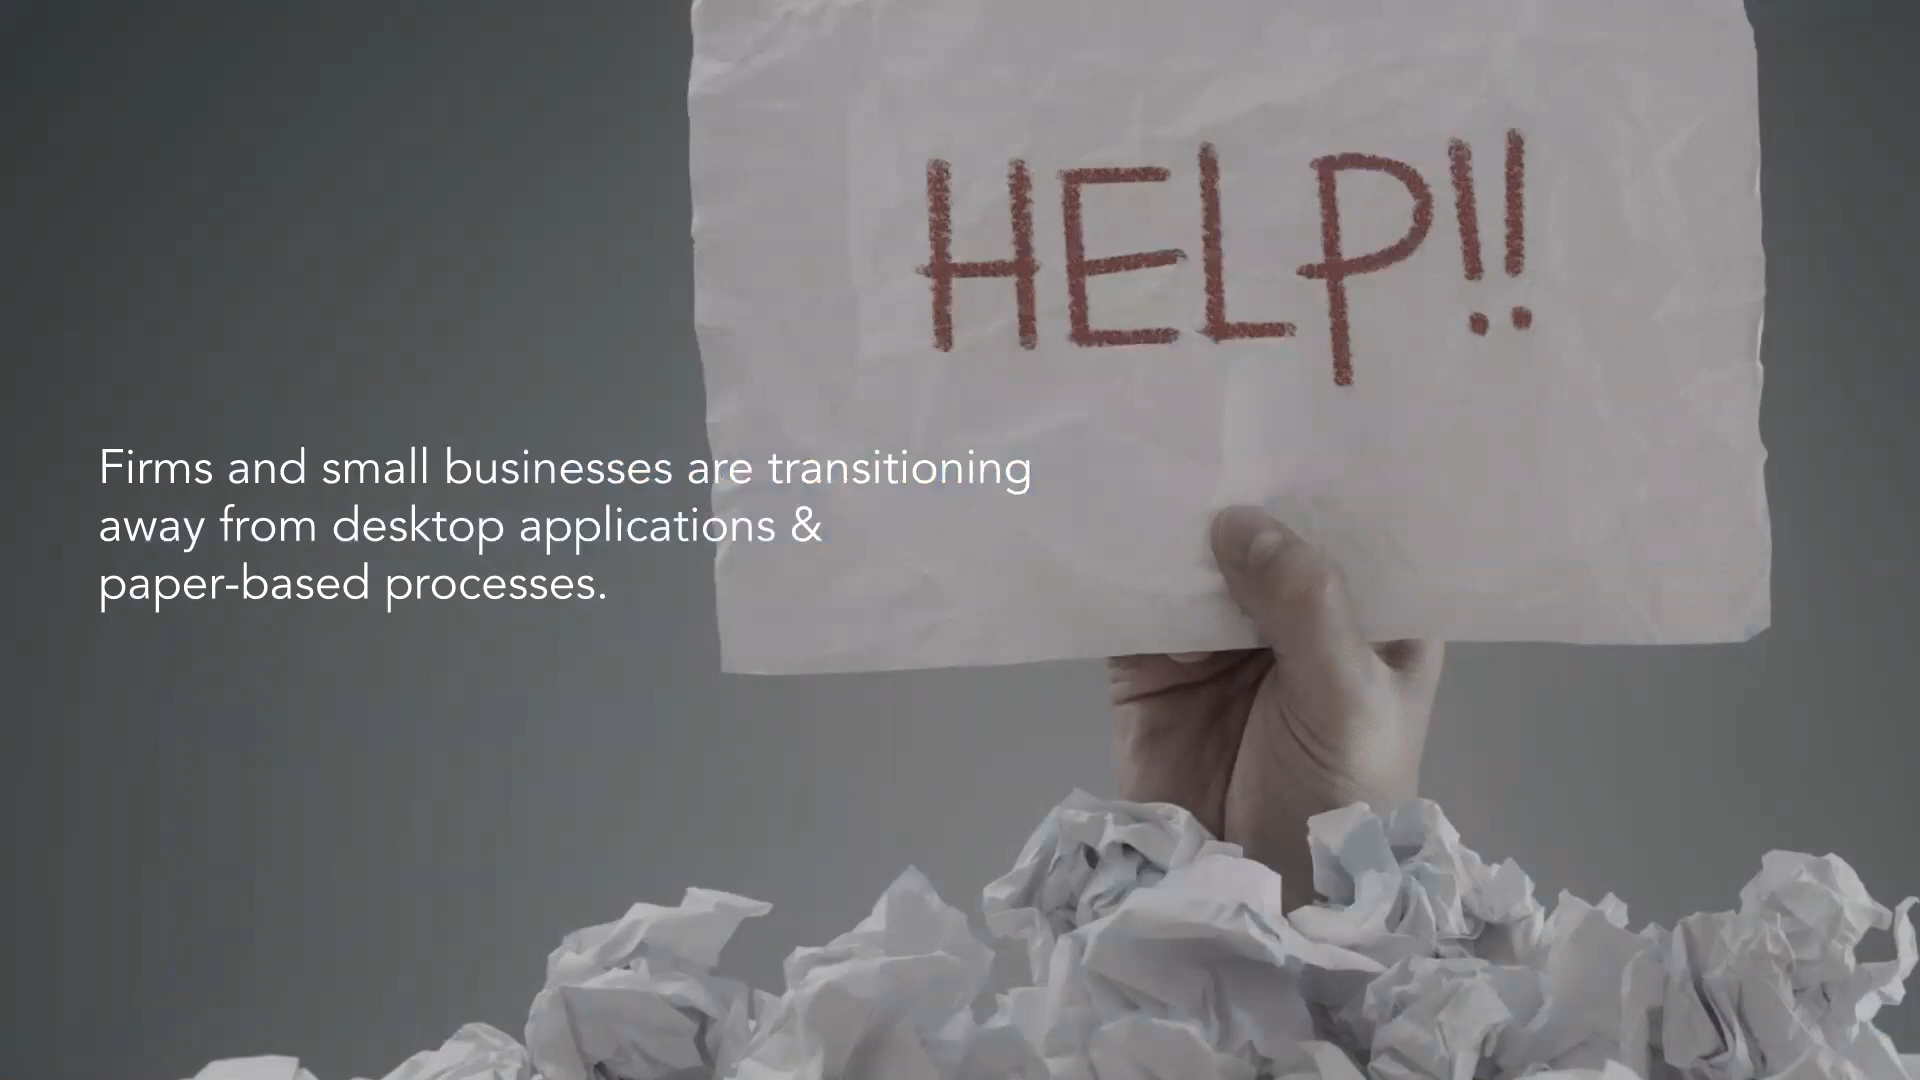 HELP!!
Firms and small businesses are transitioning
away from desktop applications &
paper-based processes.